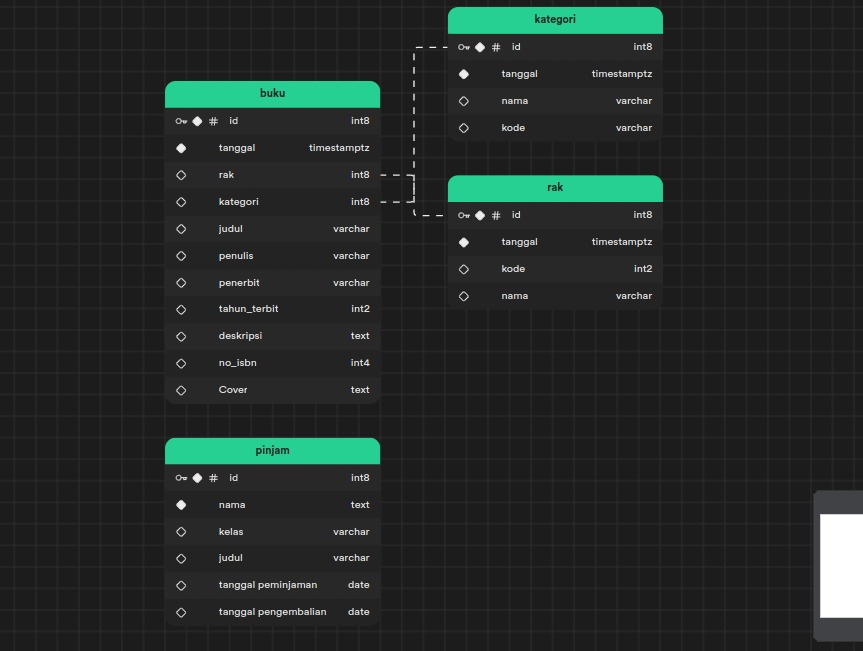 kategori
# id int8
tanggal timestamptz
nama varchar
kode varchar
buku
# id int8
tanggal timestamptz
rak int8
kategori int8
judul varchar
penulis varchar
penerbit varchar
tahun_terbit int2
deskripsi text
no_isbn int4
Cover text
rak
# id int8
tanggal timestamptz
kode int2
nama varchar
pinjam
# id int8
nama text
kelas varchar
judul varchar
tanggal peminjaman date
tanggal pengembalian date